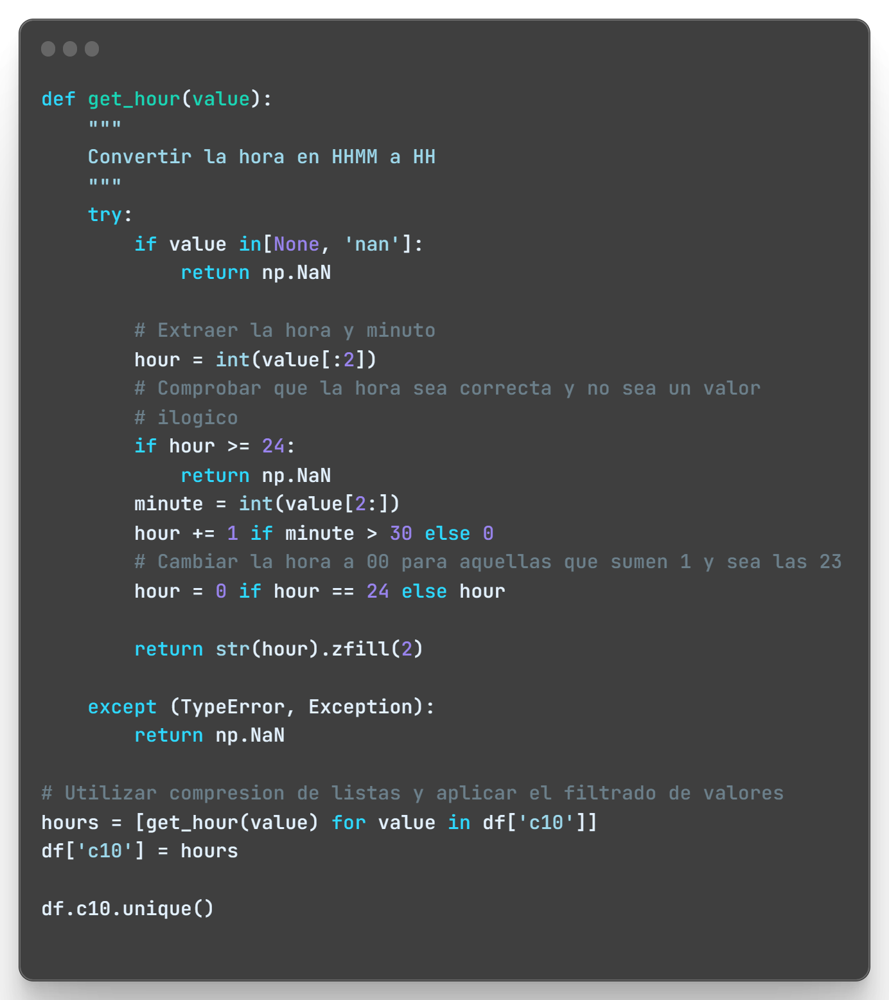 def get_hour(value):
    """
    Convertir la hora en HHMM a HH
    """
    try:
        if value in[None, 'nan']:
            return np.NaN

        # Extraer la hora y minuto
        hour = int(value[:2])
        # Comprobar que la hora sea correcta y no sea un valor
        # ilogico
        if hour >= 24:
            return np.NaN
        minute = int(value[2:])
        hour += 1 if minute > 30 else 0
        # Cambiar la hora a 00 para aquellas que sumen 1 y sea las 23
        hour = 0 if hour == 24 else hour

        return str(hour).zfill(2)

    except (TypeError, Exception):
        return np.NaN

# Utilizar compresion de listas y aplicar el filtrado de valores
hours = [get_hour(value) for value in df['c10']]
df['c10'] = hours

df.c10.unique()